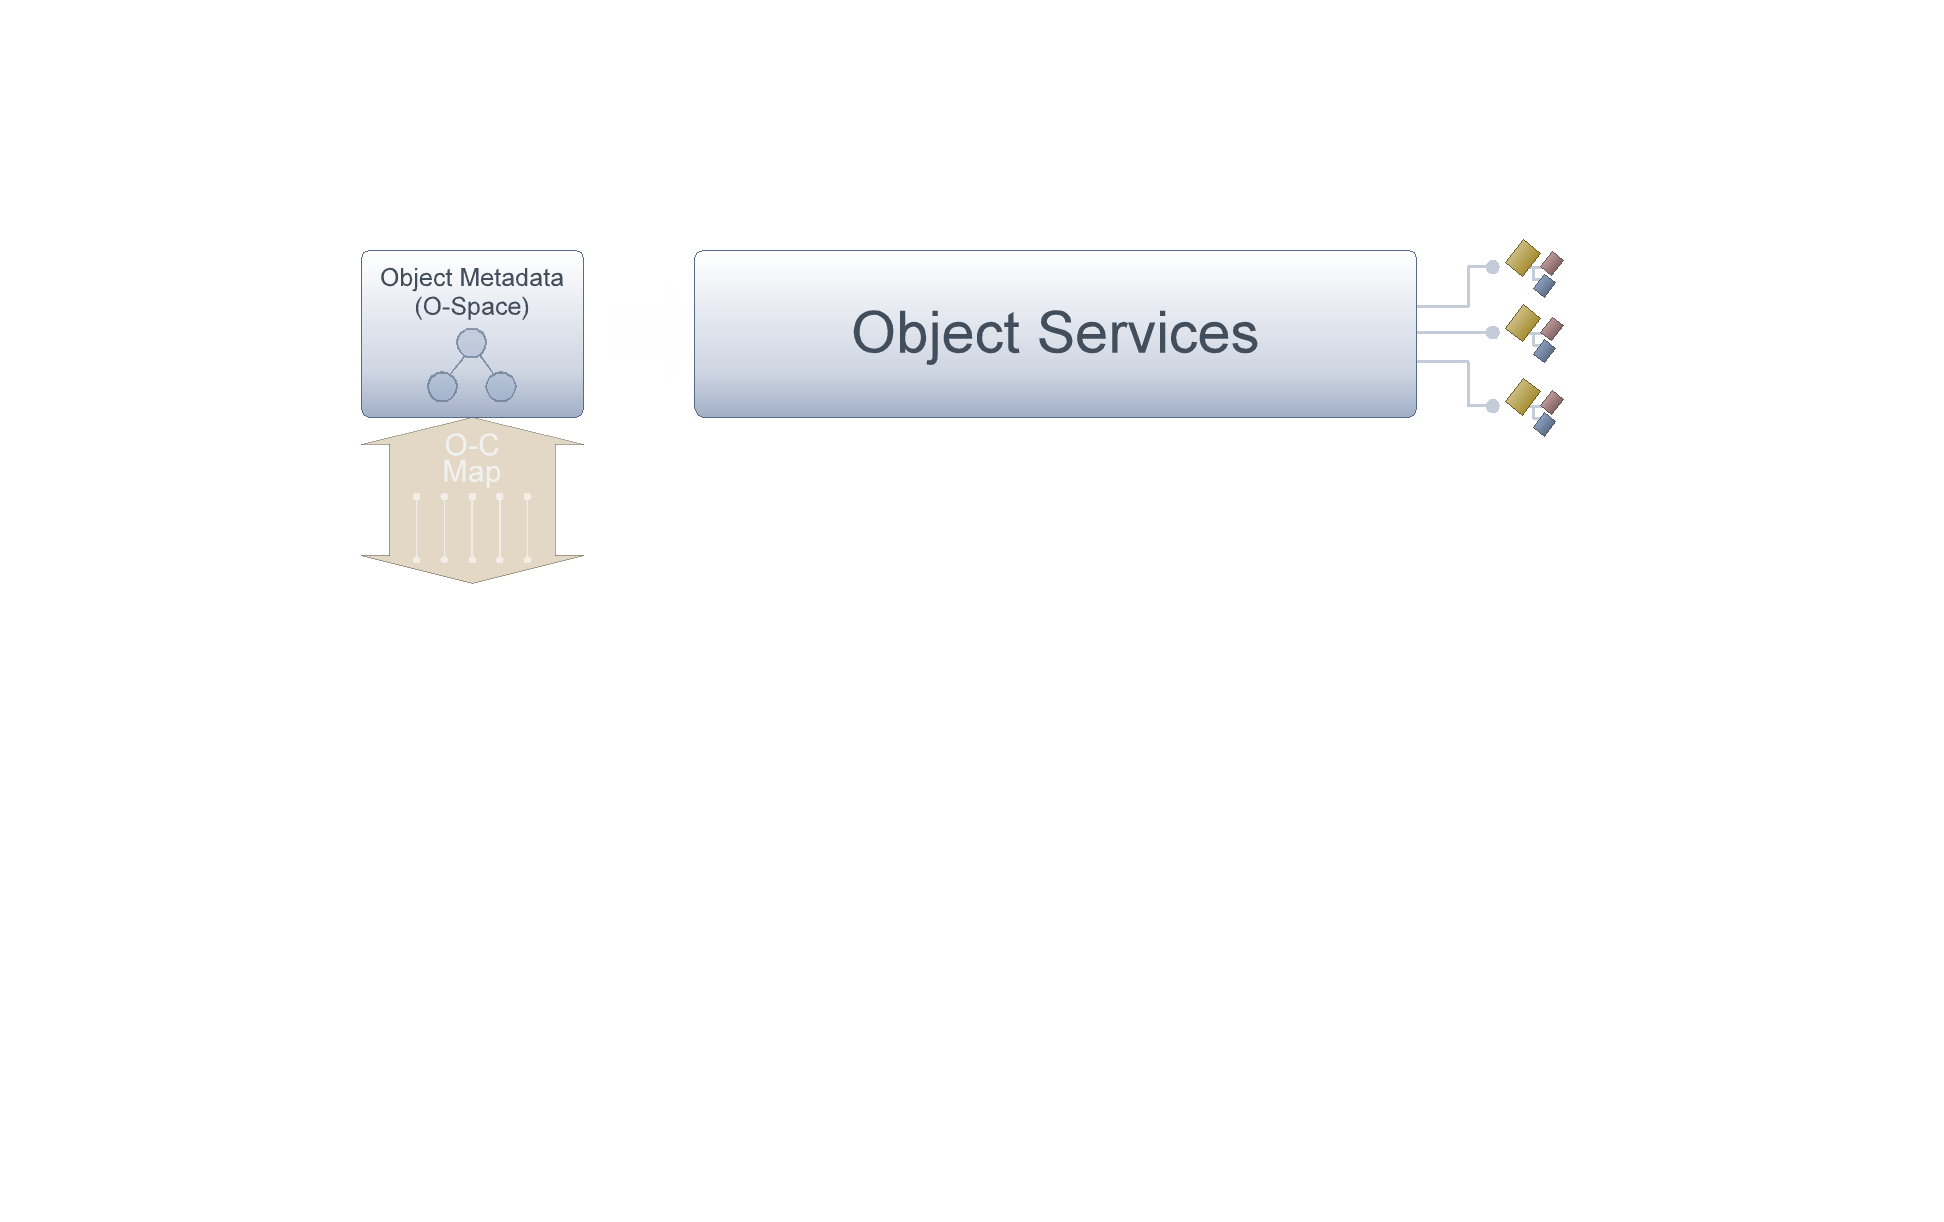 Object Metadata
(O-Space)
Object Services
O-C
Map